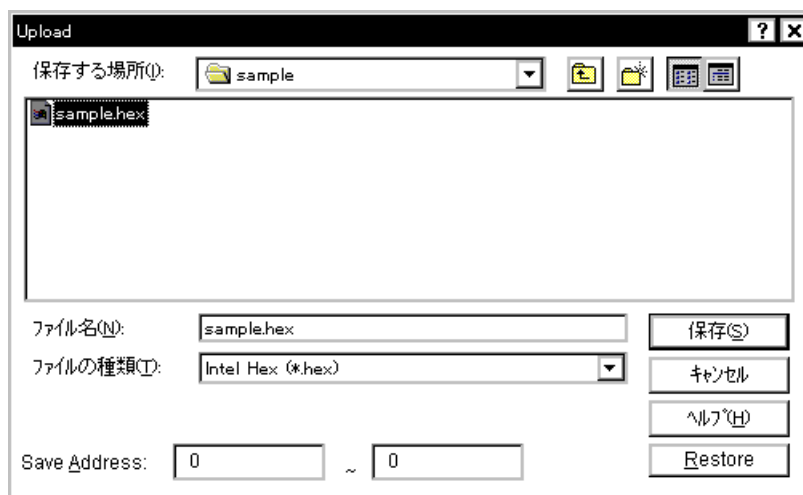 Upload
保存する場所(I): sample
sample.hex
ファイル名(N): sample.hex 保存(S)
ファイルの種類(T): Intel Hex (*.hex) キャンセル
ヘルプ(H)
Save Address: 0 ~ 0 Restore